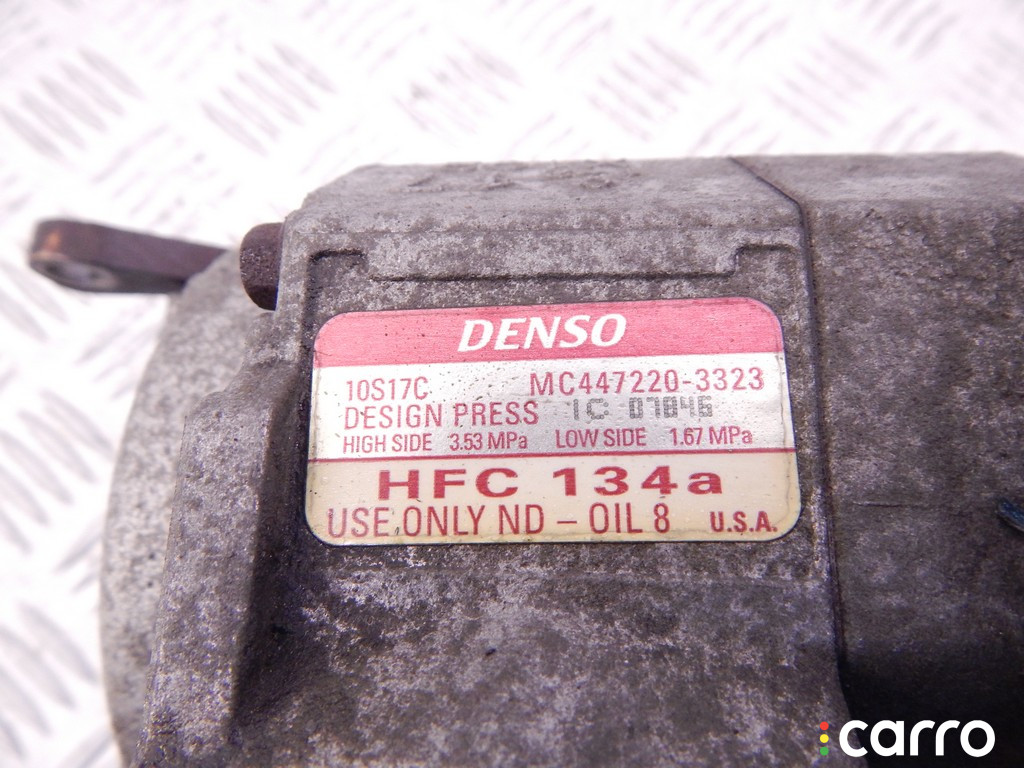 DENSO
10S17C MC447220-3323
DESIGN PRESS 1C 07846
HIGH SIDE 3.53 MPa LOW SIDE 1.67 MPa
HFC 134a
USE ONLY ND - OIL 8 U.S.A.
carro